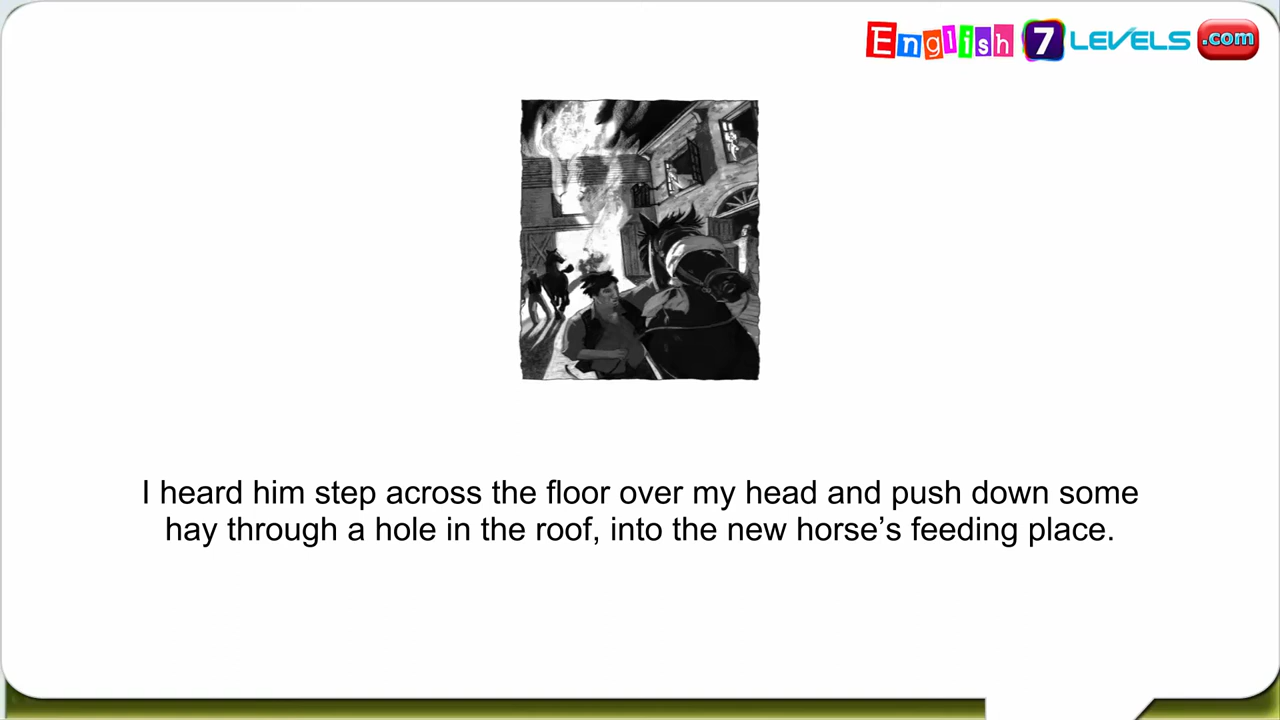 English 7 LEVELS .com
I heard him step across the floor over my head and push down some
hay through a hole in the roof, into the new horse’s feeding place.